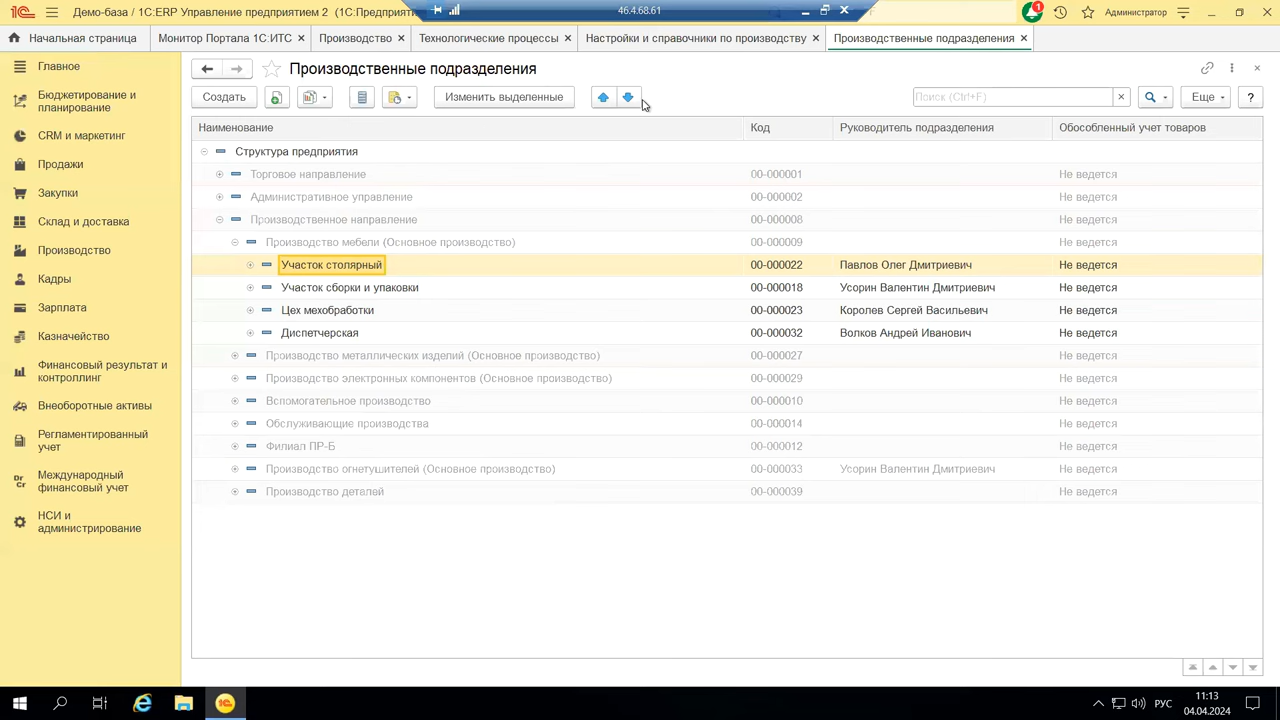 Демо-база / 1С:ERP Управление предприятием 2 (1С:Предприяти
46.4.68.61
1
Администратор
Начальная страница
Монитор Портала 1С:ИТС ×
Производство ×
Технологические процессы ×
Настройки и справочники по производству ×
Производственные подразделения ×
Главное
Бюджетирование и
планирование
CRM и маркетинг
Продажи
Закупки
Склад и доставка
Производство
Кадры
Зарплата
Казначейство
Финансовый результат и
контроллинг
Внеоборотные активы
Регламентированный
учет
Международный
финансовый учет
НСИ и
администрирование
Производственные подразделения
Создать
Изменить выделенные
Поиск (Ctrl+F)
Еще
?
Наименование Код Руководитель подразделения Обособленный учет товаров
Структура предприятия
Торговое направление 00-000001 Не ведется
Административное управление 00-000002 Не ведется
Производственное направление 00-000008 Не ведется
Производство мебели (Основное производство) 00-000009 Не ведется
Участок столярный 00-000022 Павлов Олег Дмитриевич Не ведется
Участок сборки и упаковки 00-000018 Усорин Валентин Дмитриевич Не ведется
Цех мехобработки 00-000023 Королев Сергей Васильевич Не ведется
Диспетчерская 00-000032 Волков Андрей Иванович Не ведется
Производство металлических изделий (Основное производство) 00-000027 Не ведется
Производство электронных компонентов (Основное производство) 00-000029 Не ведется
Вспомогательное производство 00-000010 Не ведется
Обслуживающие производства 00-000014 Не ведется
Филиал ПР-Б 00-000012 Не ведется
Производство огнетушителей (Основное производство) 00-000033 Усорин Валентин Дмитриевич Не ведется
Производство деталей 00-000039 Не ведется
РУС
11:13
04.04.2024